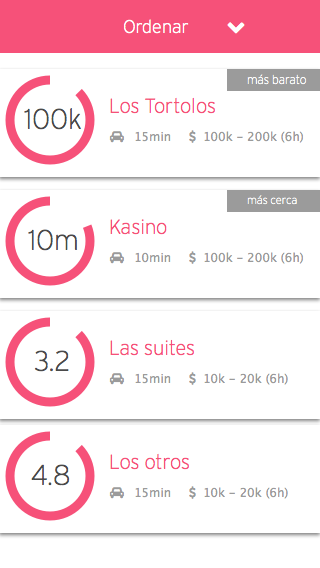 Ordenar
más barato
100k
Los Tortolos
15min $ 100k – 200k (6h)
más cerca
10m
Kasino
10min $ 100k – 200k (6h)
3.2
Las suites
15min $ 10k – 20k (6h)
4.8
Los otros
15min $ 10k – 20k (6h)